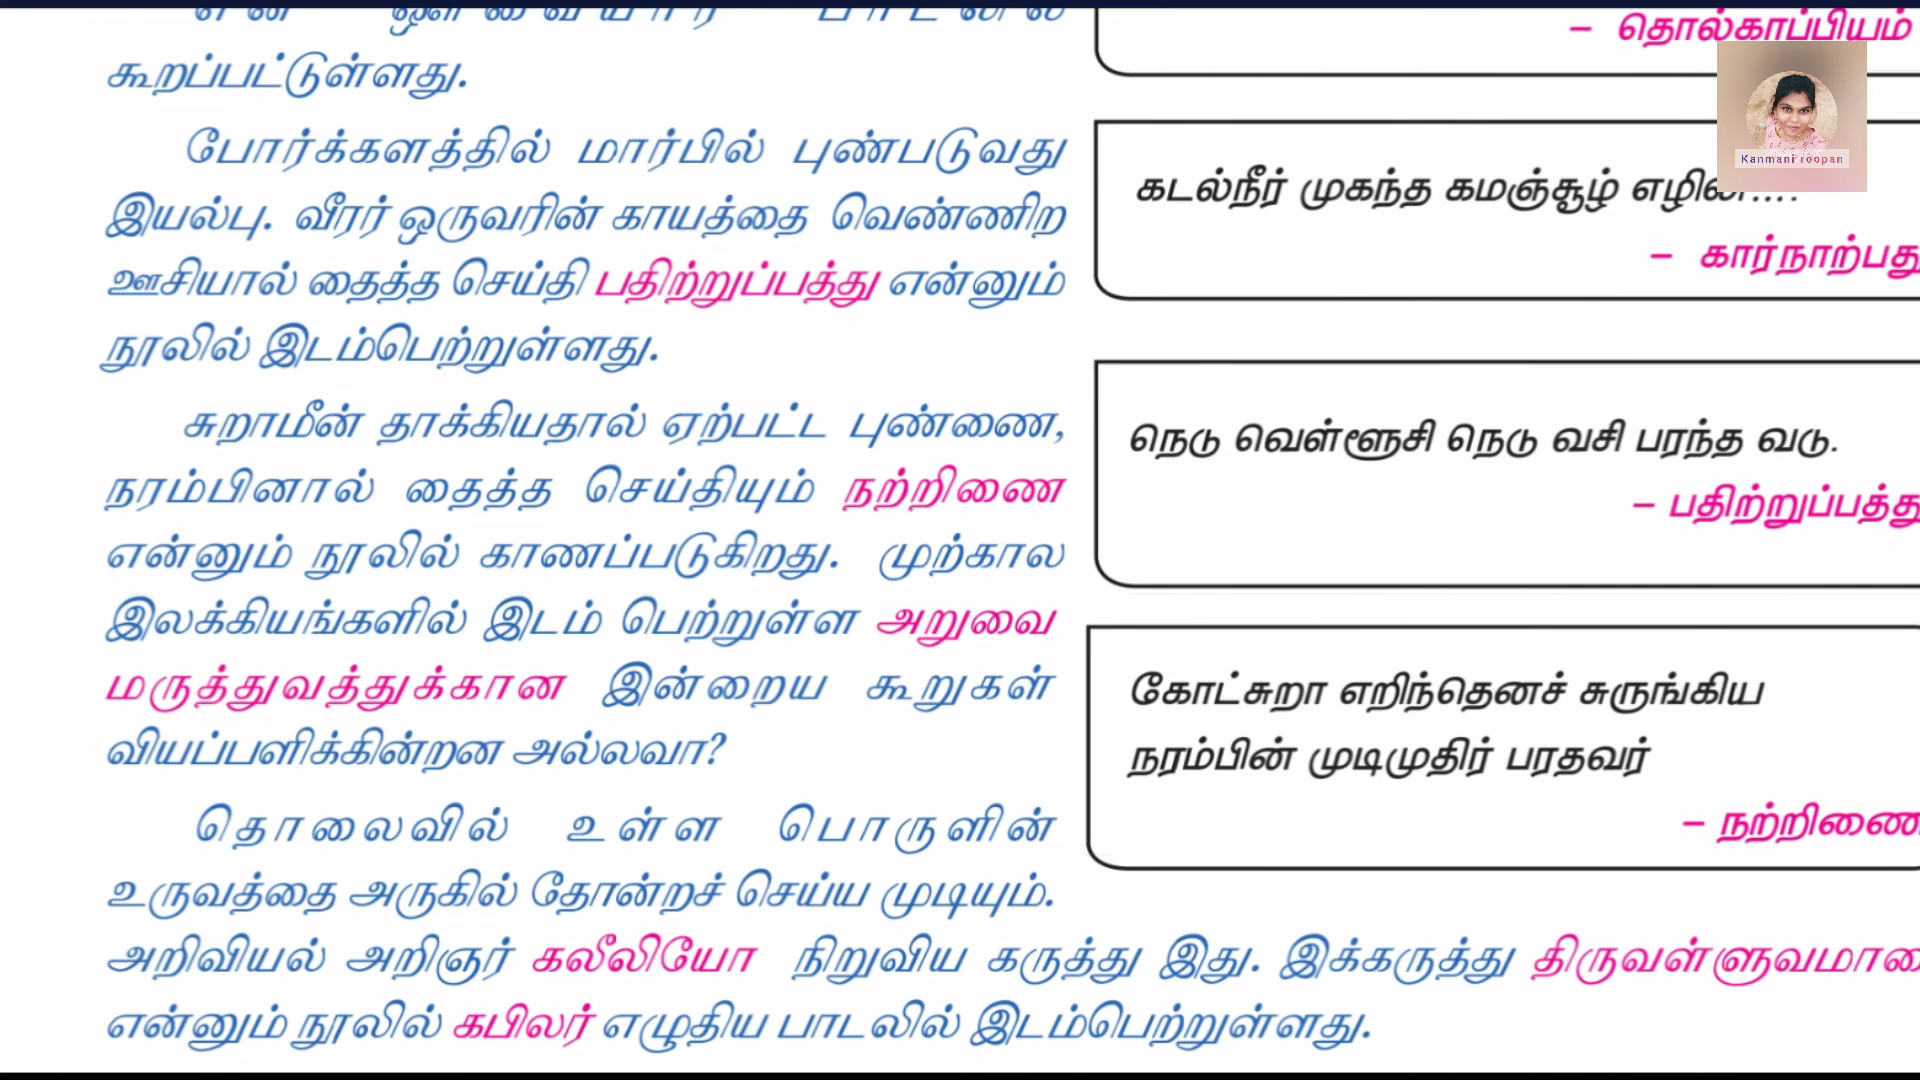 கூறப்பட்டுள்ளது.
போர்க்களத்தில் மார்பில் புண்படுவது
இயல்பு. வீரர் ஒருவரின் காயத்தை வெண்ணிற
ஊசியால் தைத்த செய்தி பதிற்றுப்பத்து என்னும்
நூலில் இடம்பெற்றுள்ளது.
சுறாமீன் தாக்கியதால் ஏற்பட்ட புண்ணை,
நரம்பினால் தைத்த செய்தியும் நற்றிணை
என்னும் நூலில் காணப்படுகிறது. முற்கால
இலக்கியங்களில் இடம் பெற்றுள்ள அறுவை
மருத்துவத்துக்கான இன்றைய கூறுகள்
வியப்பளிக்கின்றன அல்லவா?
தொலைவில் உள்ள பொருளின்
உருவத்தை அருகில் தோன்றச் செய்ய முடியும்.
அறிவியல் அறிஞர் கலீலியோ நிறுவிய கருத்து இது. இக்கருத்து
என்னும் நூலில் கபிலர் எழுதிய பாடலில் இடம்பெற்றுள்ளது.
– தொல்காப்பியம்
Kanmani roopan
கடல்நீர் முகந்த கமஞ்சூழ்
நெடு வெள்ளூசி நெடு வசி பரந்த வடு.
– பதிற்றுப்பத்து
கோட்சுறா எறிந்தெனச் சுருங்கிய
நரம்பின் முடிமுதிர் பரதவர்
– நற்றிணை